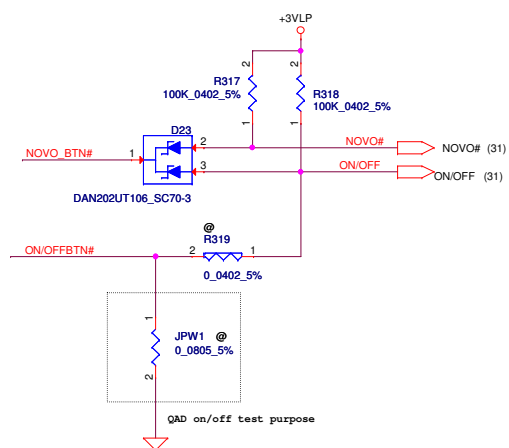 +3VLP
2
2
R317
100K_0402_5%
R318
100K_0402_5%
1
1
D23
NOVO_BTN#
1
2
3
NOVO#
NOVO# (31)
ON/OFF
ON/OFF (31)
DAN202UT106_SC70-3
@
R319
ON/OFFBTN#
2
1
0_0402_5%
1
JPW1 @
0_0805_5%
2
QAD on/off test purpose